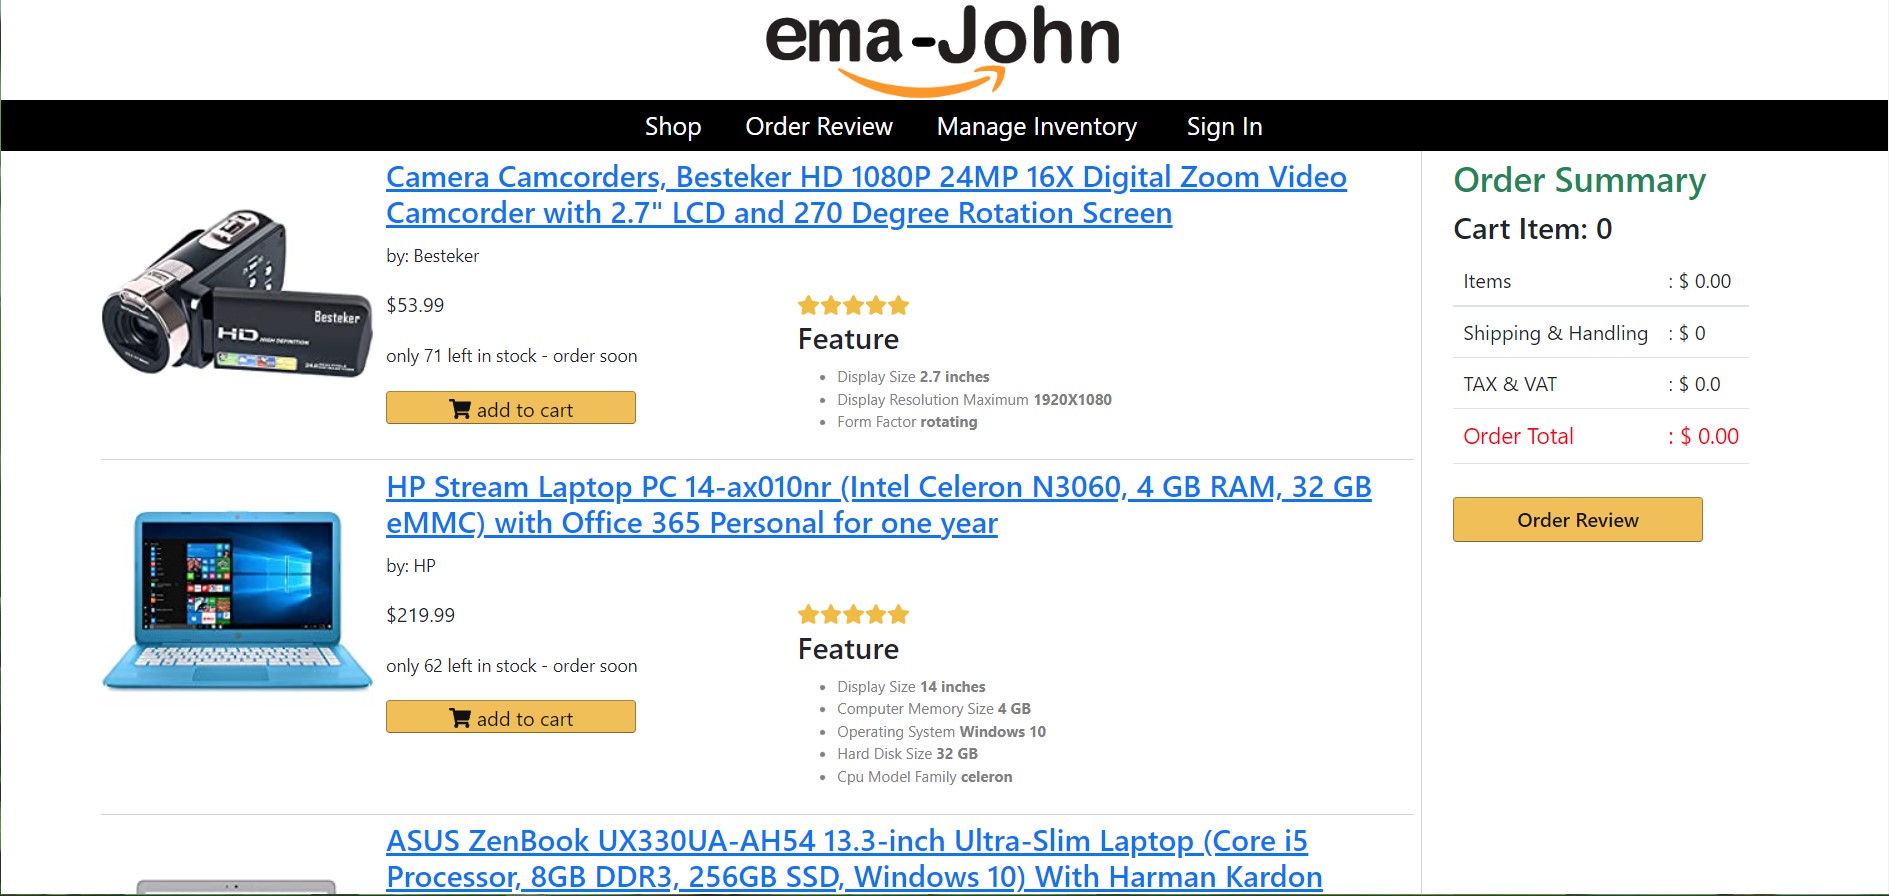 ema-John
Shop Order Review Manage Inventory Sign In
Camera Camcorders, Besteker HD 1080P 24MP 16X Digital Zoom Video
Camcorder with 2.7" LCD and 270 Degree Rotation Screen
by: Besteker
$53.99
only 71 left in stock - order soon
add to cart
Besteker
HD HIGH DEFINITION
Feature
Display Size 2.7 inches
Display Resolution Maximum 1920X1080
Form Factor rotating
HP Stream Laptop PC 14-ax010nr (Intel Celeron N3060, 4 GB RAM, 32 GB
eMMC) with Office 365 Personal for one year
by: HP
$219.99
only 62 left in stock - order soon
add to cart
Feature
Display Size 14 inches
Computer Memory Size 4 GB
Operating System Windows 10
Hard Disk Size 32 GB
Cpu Model Family celeron
ASUS ZenBook UX330UA-AH54 13.3-inch Ultra-Slim Laptop (Core i5
Processor, 8GB DDR3, 256GB SSD, Windows 10) With Harman Kardon
Order Summary
Cart Item: 0
Items : $ 0.00
Shipping & Handling : $ 0
TAX & VAT : $ 0.0
Order Total : $ 0.00
Order Review